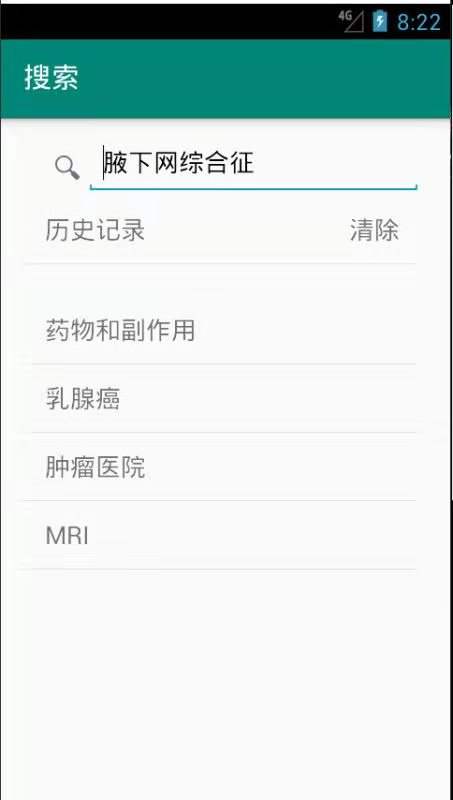 4G 8:22
搜索
腋下网综合征
历史记录 清除
药物和副作用
乳腺癌
肿瘤医院
MRI